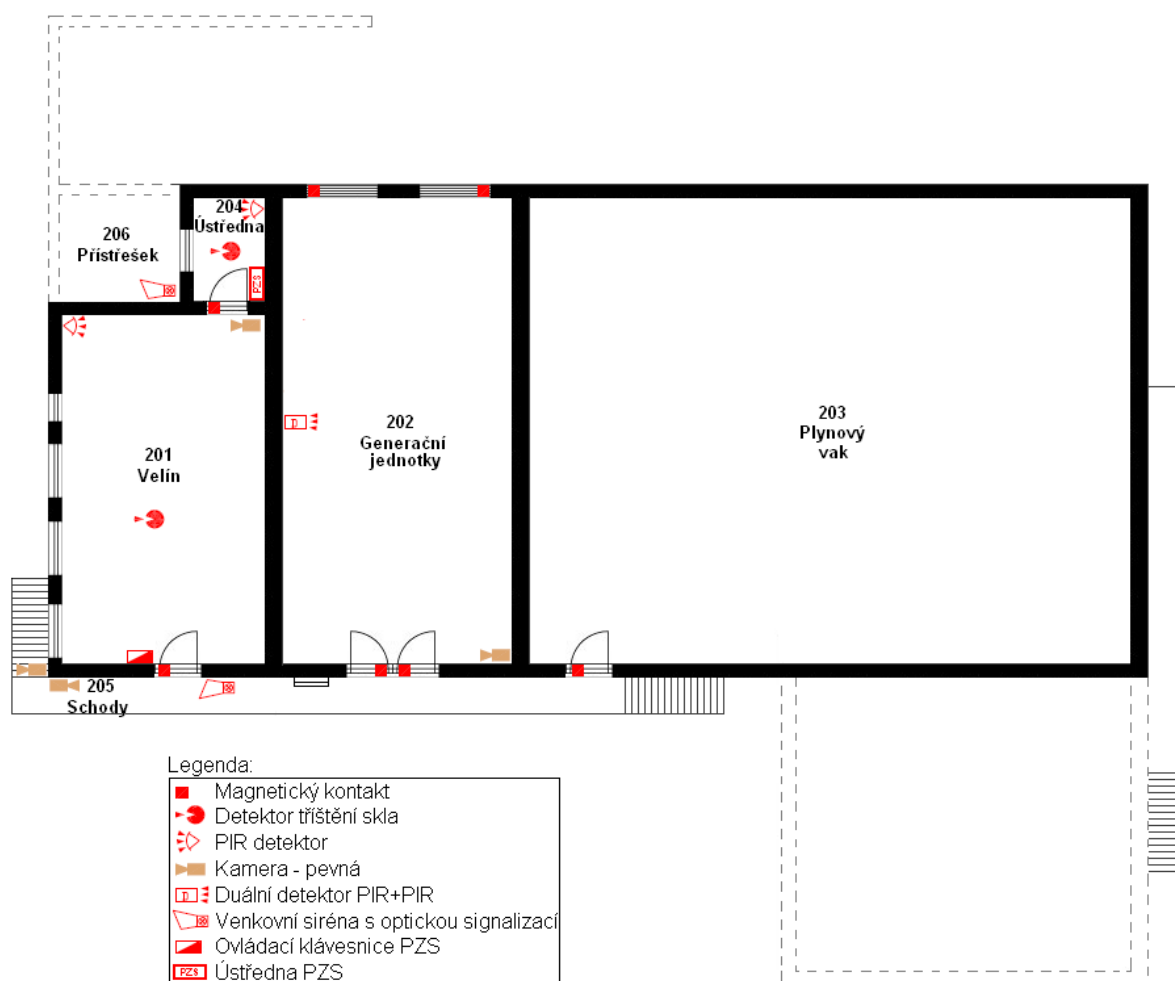 204
Ústředna
206
Přístřešek
PZS
203
Plynový
vak
202
Generační
jednotky
D
201
Velín
205
Schody
Legenda:
Magnetický kontakt
Detektor tříštění skla
PIR detektor
Kamera - pevná
D Duální detektor PIR+PIR
Venkovní siréna s optickou signalizací
Ovládací klávesnice PZS
PZS Ústředna PZS